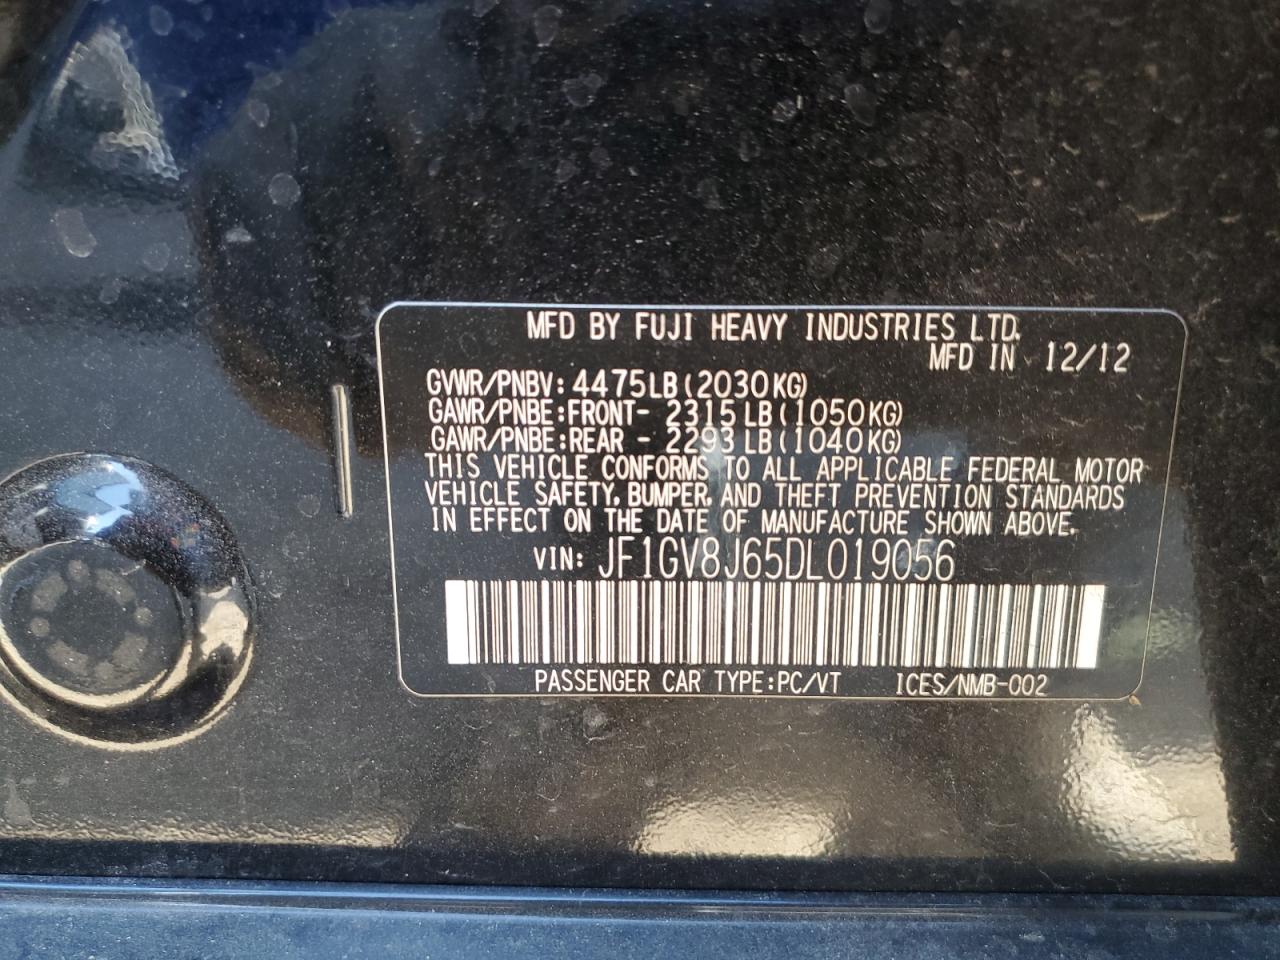 MFD BY FUJI HEAVY INDUSTRIES LTD.
MFD IN 12/12
GVWR/PNBV: 4475LB(2030KG)
GAWR/PNBE:FRONT- 2315LB(1050KG)
GAWR/PNBE:REAR - 2293LB(1040KG)
THIS VEHICLE CONFORMS TO ALL APPLICABLE FEDERAL MOTOR
VEHICLE SAFETY, BUMPER, AND THEFT PREVENTION STANDARDS
IN EFFECT ON THE DATE OF MANUFACTURE SHOWN ABOVE.
VIN: JF1GV8J65DL019056
PASSENGER CAR TYPE:PC/VT ICES/NMB-002